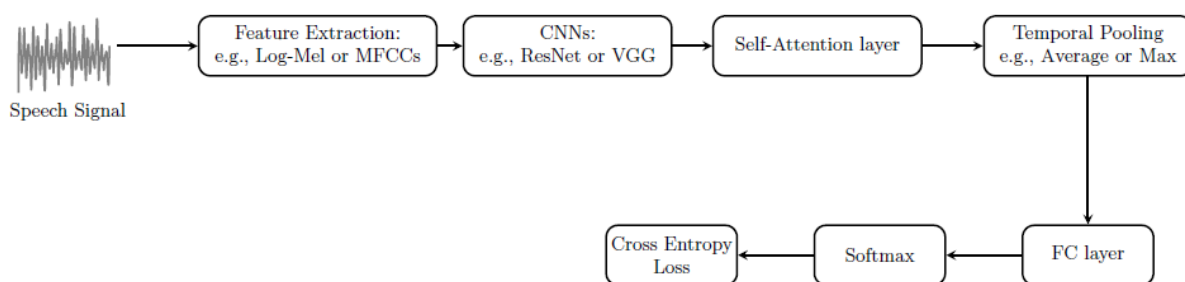 Speech Signal
Feature Extraction:
e.g., Log-Mel or MFCCs
CNNs:
e.g., ResNet or VGG
Self-Attention layer
Temporal Pooling
e.g., Average or Max
FC layer
Softmax
Cross Entropy
Loss